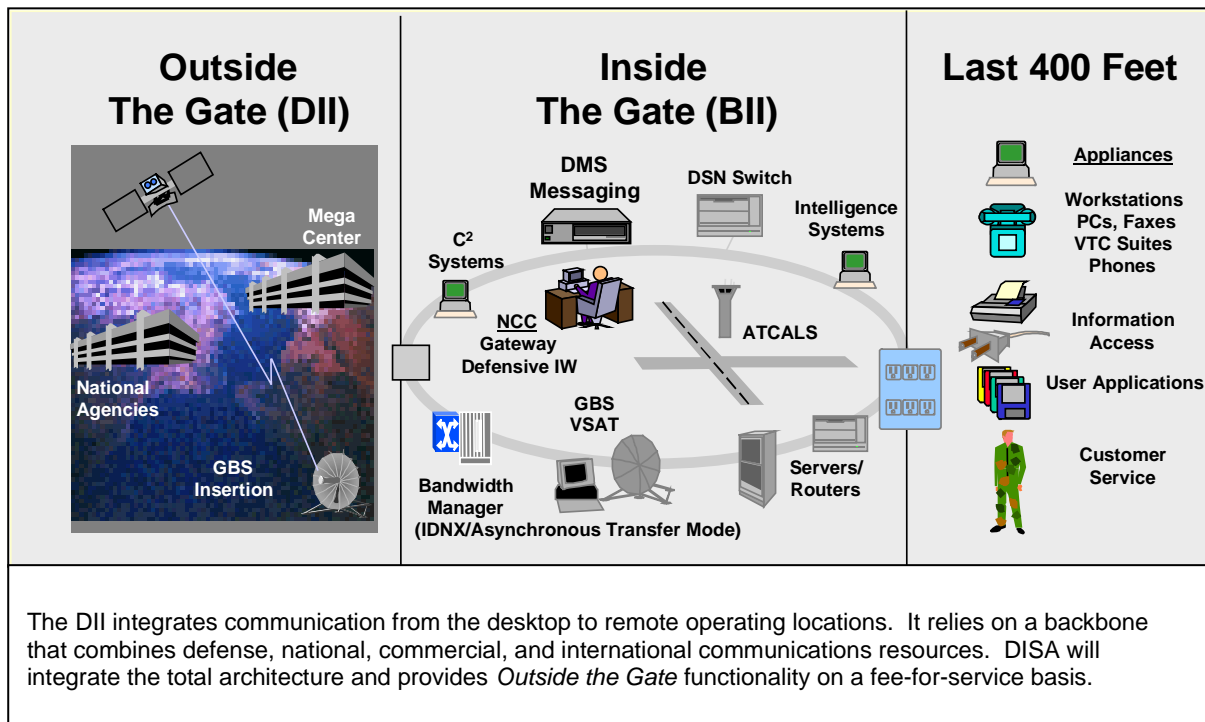 Outside
The Gate (DII)
Mega
Center
National
Agencies
GBS
Insertion
Inside
The Gate (BII)
DMS
Messaging
DSN Switch
Intelligence
Systems
C² 
Systems
NCC
Gateway
Defensive IW
ATCALS
GBS
VSAT
Bandwidth
Manager
(IDNX/Asynchronous Transfer Mode)
Servers/
Routers
Last 400 Feet
Appliances
Workstations
PCs, Faxes
VTC Suites
Phones
Information
Access
User Applications
Customer
Service
The DII integrates communication from the desktop to remote operating locations. It relies on a backbone
that combines defense, national, commercial, and international communications resources. DISA will
integrate the total architecture and provides Outside the Gate functionality on a fee-for-service basis.